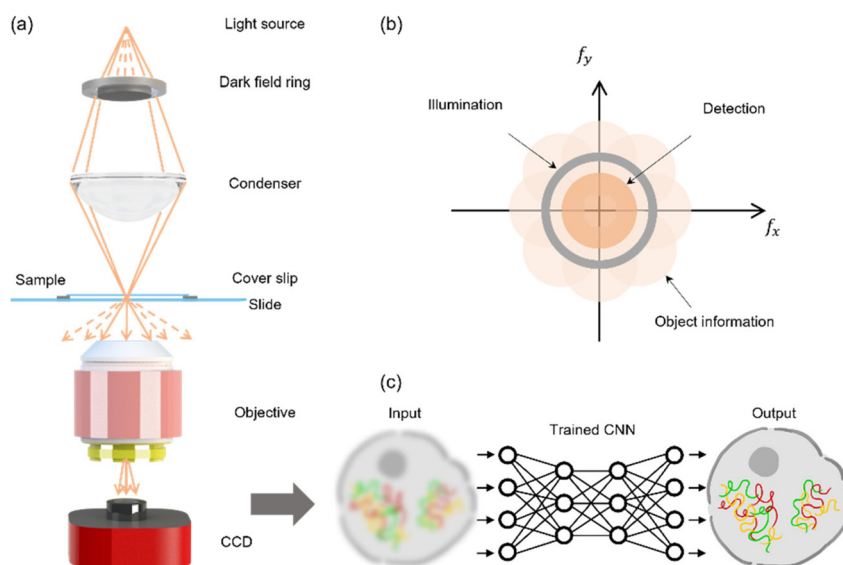 (a)
Light source
Dark field ring
Condenser
Sample
Cover slip
Slide
Objective
CCD
(b)
f_y
Illumination
Detection
f_x
Object information
(c)
Input
Trained CNN
Output